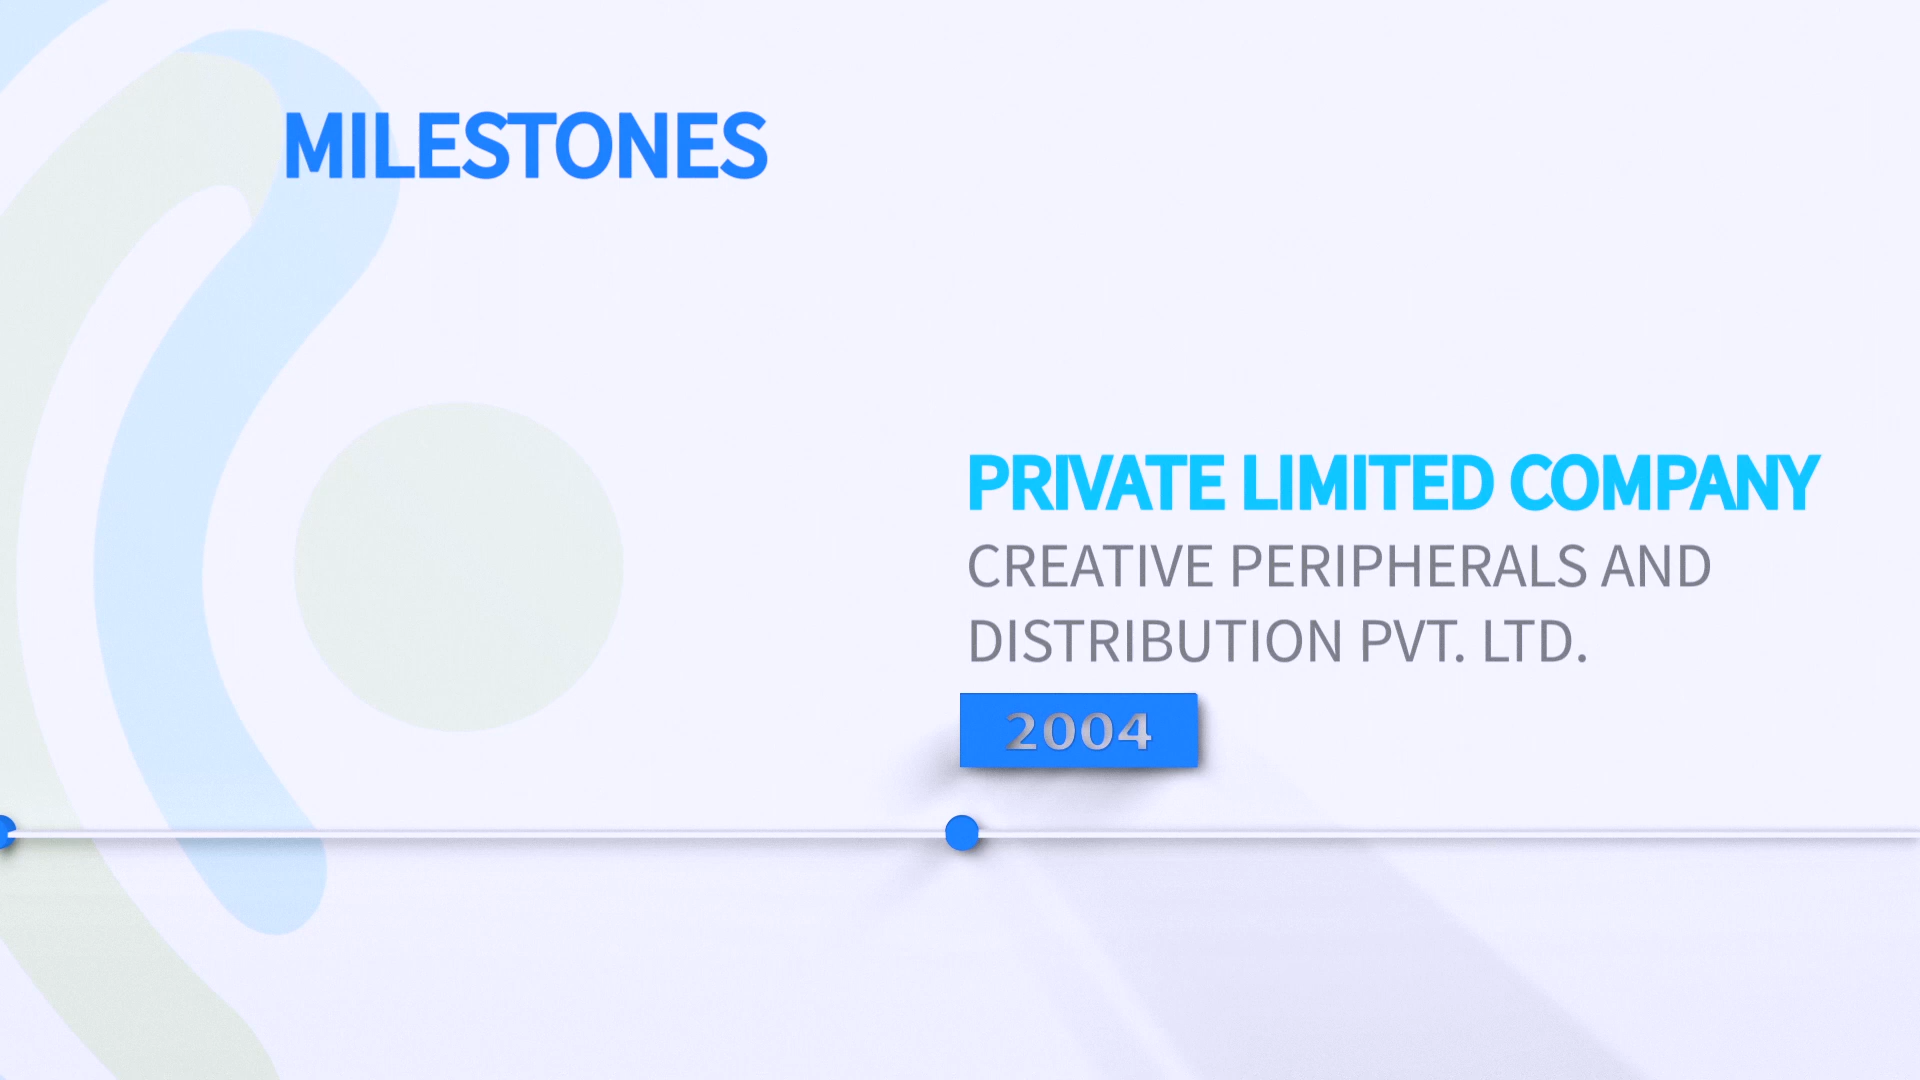 MILESTONES
PRIVATE LIMITED COMPANY
CREATIVE PERIPHERALS AND
DISTRIBUTION PVT. LTD.
2004